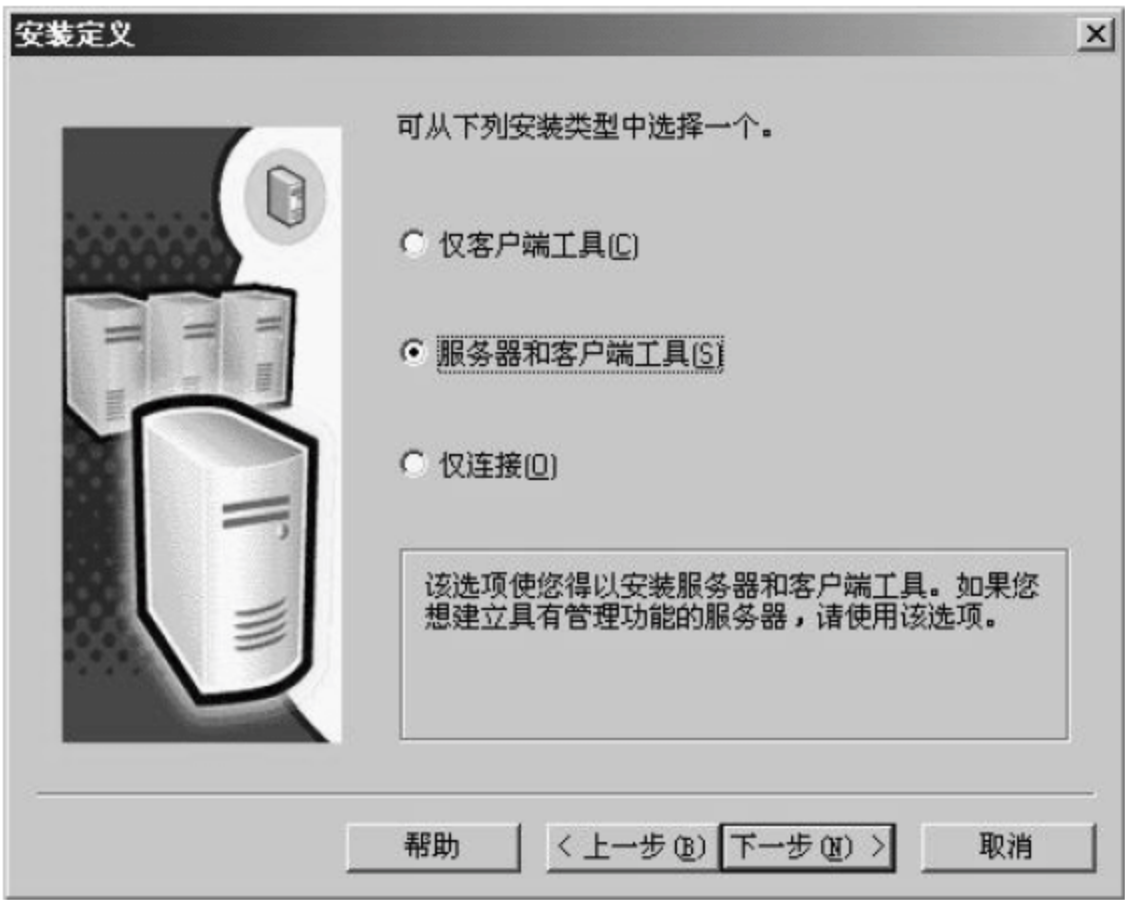 安装定义
可从下列安装类型中选择一个。
仅客户端工具(C)
服务器和客户端工具(S)
仅连接(O)
该选项使您得以安装服务器和客户端工具。如果您
想建立具有管理功能的服务器，请使用该选项。
帮助
< 上一步(B)
下一步(N) >
取消